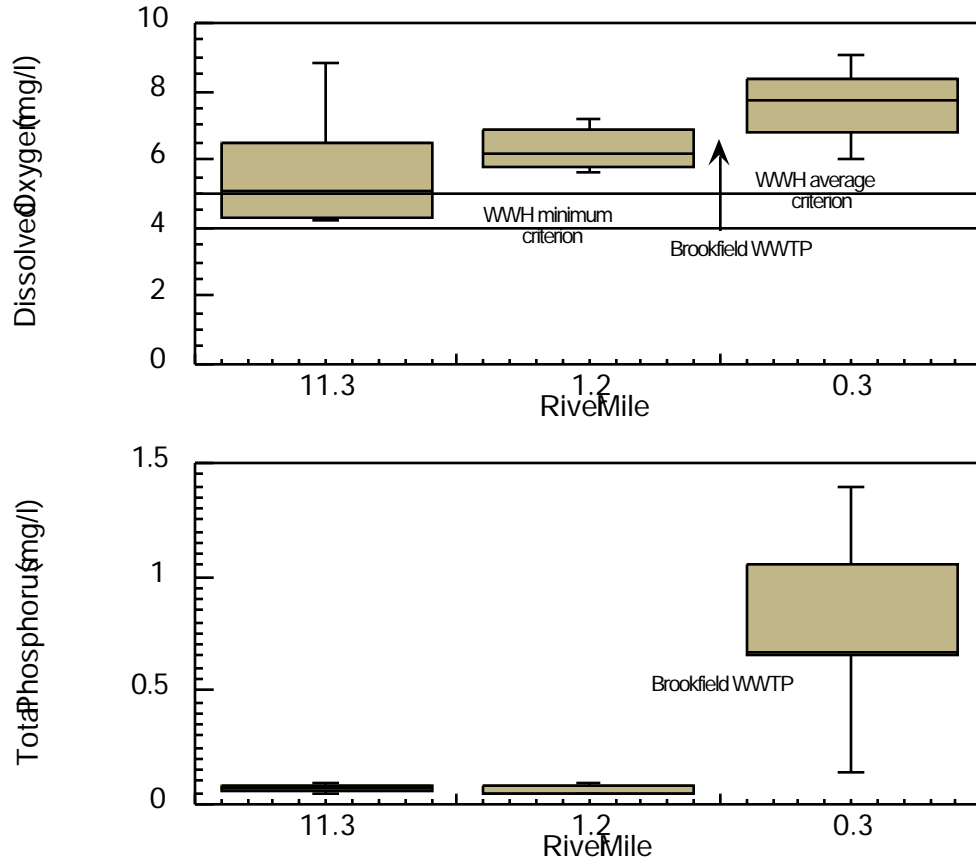 Dissolved Oxygen (mg/l)
10
8
6
4
2
0
WWH minimum
criterion
WWH average
criterion
Brookfield WWTP
11.3
1.2
0.3
River Mile
Total Phosphorus (mg/l)
1.5
1
0.5
0
Brookfield WWTP
11.3
1.2
0.3
River Mile